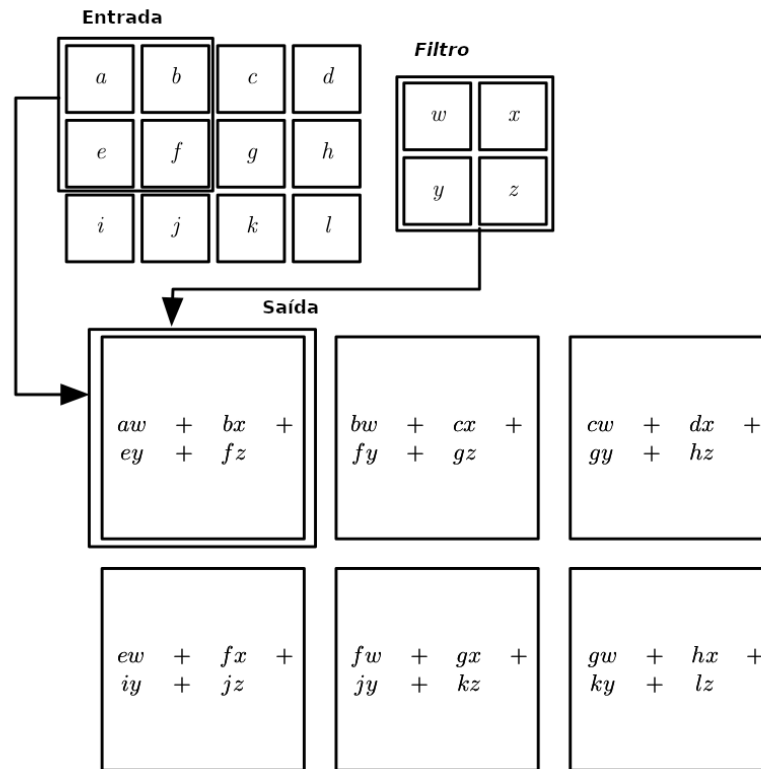 Entrada
a b c d
e f g h
i j k l
Filtro
w x
y z
Saída
aw + bx +
ey + fz
bw + cx +
fy + gz
cw + dx +
gy + hz
ew + fx +
iy + jz
fw + gx +
jy + kz
gw + hx +
ky + lz